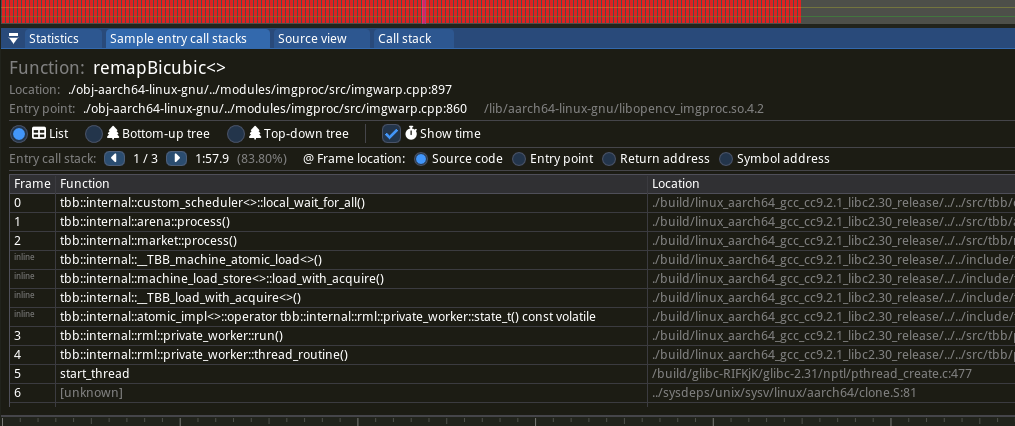 Statistics Sample entry call stacks Source view Call stack
Function: remapBicubic<>
Location: ./obj-aarch64-linux-gnu/../modules/imgproc/src/imgwarp.cpp:897
Entry point: ./obj-aarch64-linux-gnu/../modules/imgproc/src/imgwarp.cpp:860 /lib/aarch64-linux-gnu/libopencv_imgproc.so.4.2
List Bottom-up tree Top-down tree Show time
Entry call stack: 1 / 3 1:57.9 (83.80%) @ Frame location: Source code Entry point Return address Symbol address
Frame Function Location
0 tbb::internal::custom_scheduler<>::local_wait_for_all() ./build/linux_aarch64_gcc_cc9.2.1_libc2.30_release/../../src/tbb/
1 tbb::internal::arena::process() ./build/linux_aarch64_gcc_cc9.2.1_libc2.30_release/../../src/tbb/
2 tbb::internal::market::process() ./build/linux_aarch64_gcc_cc9.2.1_libc2.30_release/../../src/tbb/
inline tbb::internal::__TBB_machine_atomic_load<>() ./build/linux_aarch64_gcc_cc9.2.1_libc2.30_release/../../include/
inline tbb::internal::machine_load_store<>::load_with_acquire() ./build/linux_aarch64_gcc_cc9.2.1_libc2.30_release/../../include/
inline tbb::internal::__TBB_load_with_acquire<>() ./build/linux_aarch64_gcc_cc9.2.1_libc2.30_release/../../include/
inline tbb::internal::atomic_impl<>::operator tbb::internal::rml::private_worker::state_t() const volatile ./build/linux_aarch64_gcc_cc9.2.1_libc2.30_release/../../include/
3 tbb::internal::rml::private_worker::run() ./build/linux_aarch64_gcc_cc9.2.1_libc2.30_release/../../src/tbb/
4 tbb::internal::rml::private_worker::thread_routine() ./build/linux_aarch64_gcc_cc9.2.1_libc2.30_release/../../src/tbb/
5 start_thread /build/glibc-RIFKjK/glibc-2.31/nptl/pthread_create.c:477
6 [unknown] ../sysdeps/unix/sysv/linux/aarch64/clone.S:81